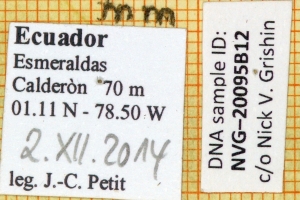 Ecuador
Esmeraldas
Calderòn 70 m
01.11 N - 78.50 W
2.XII.2014
leg. J.-C. Petit
DNA sample ID:
NVG-20095B12
c/o Nick V. Grishin